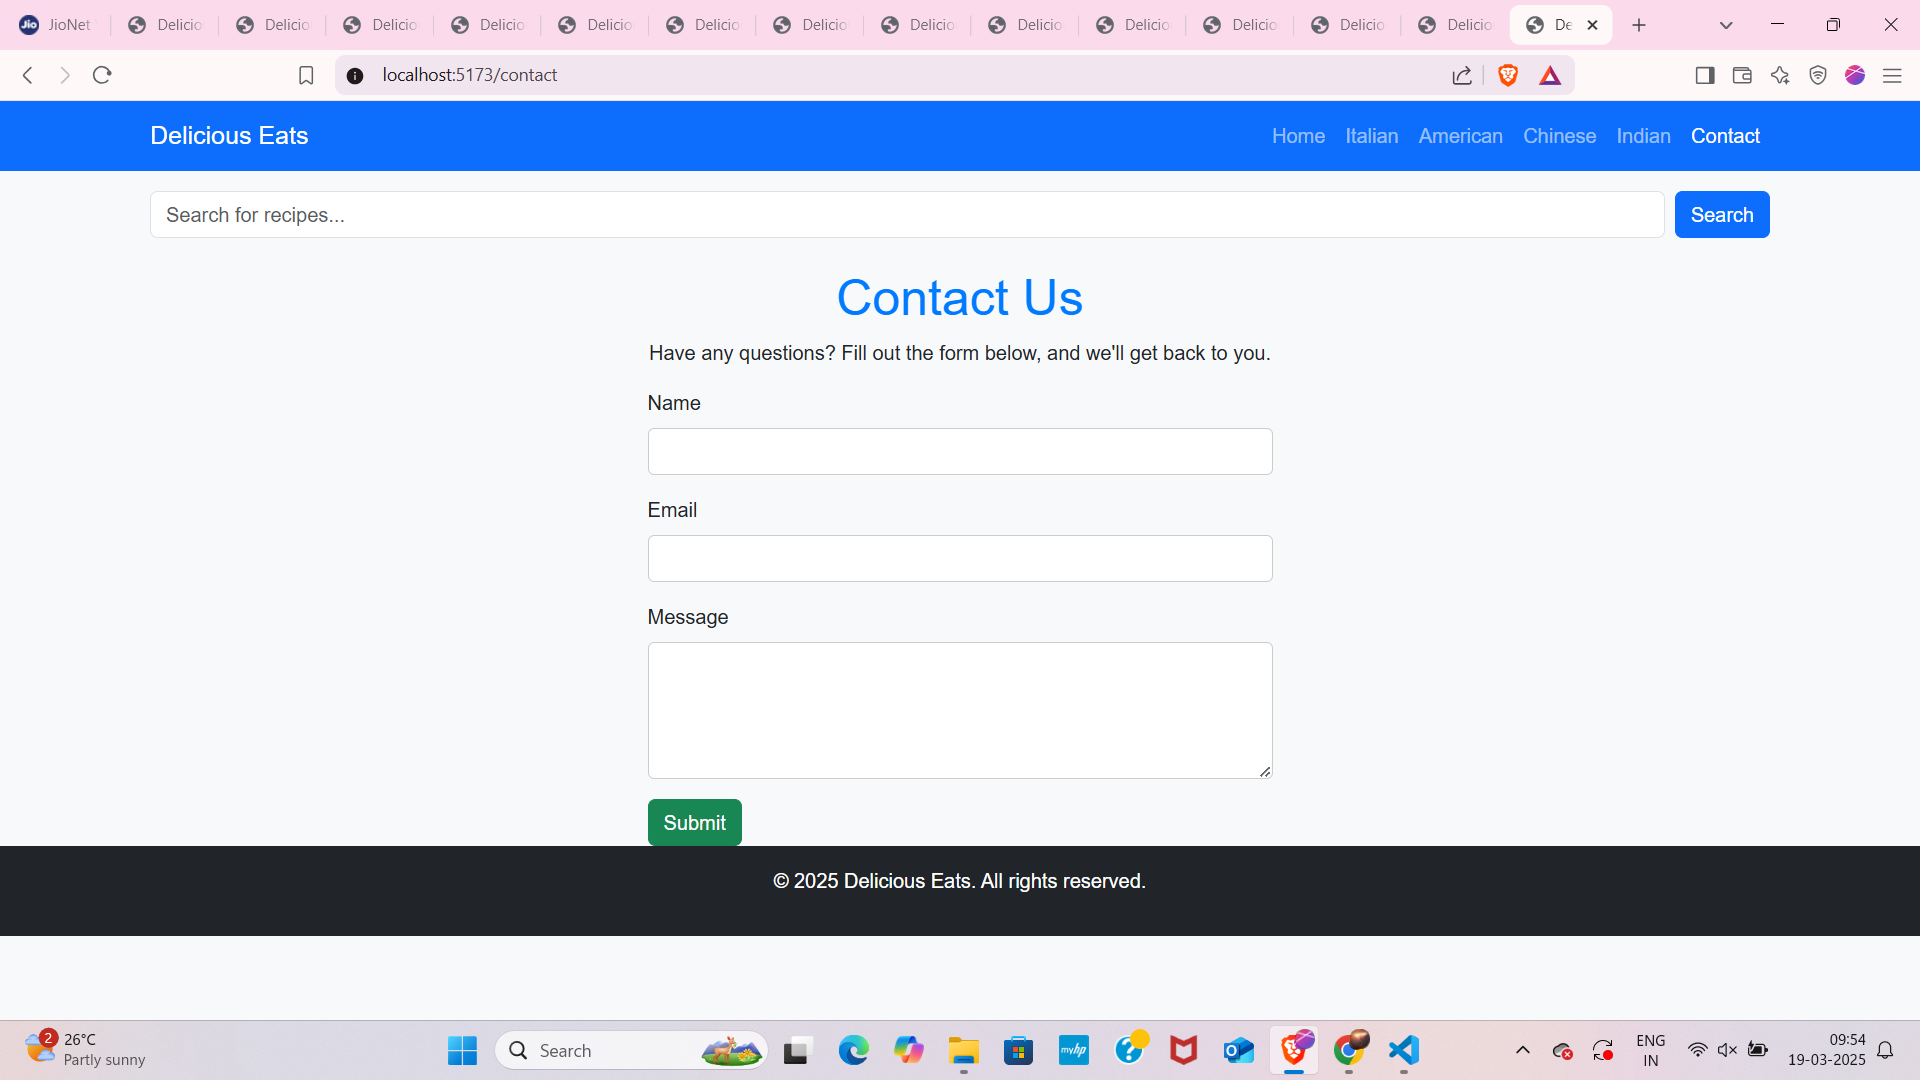 JioNet Delicio Delicio Delicio Delicio Delicio Delicio Delicio Delicio Delicio Delicio Delicio Delicio Delicio De
localhost:5173/contact
Delicious Eats Home Italian American Chinese Indian Contact
Search for recipes... Search
Contact Us
Have any questions? Fill out the form below, and we'll get back to you.
Name
Email
Message
Submit
© 2025 Delicious Eats. All rights reserved.
2 26°C
Partly sunny
Search
Jio
myhp
ENG
IN
09:54
19-03-2025